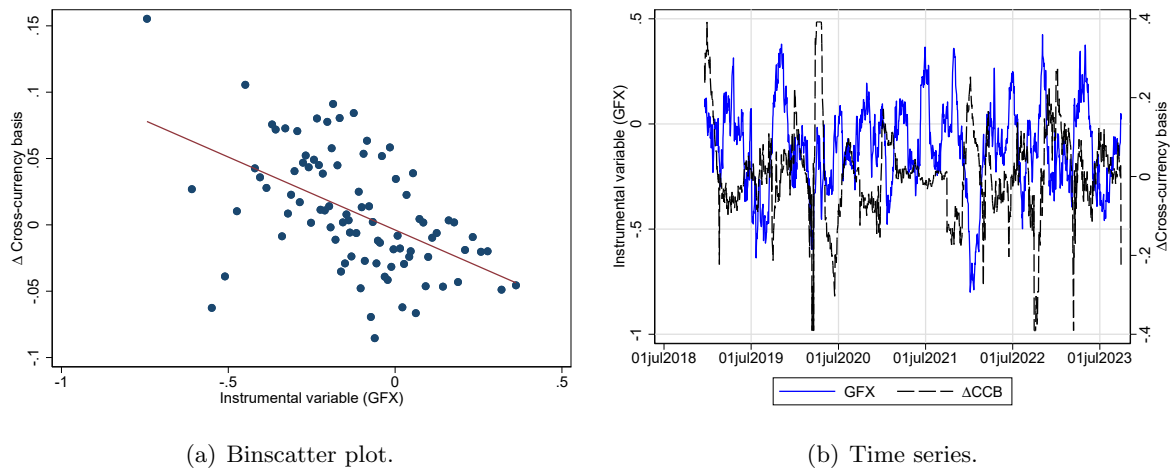 .15
.1
.05
0
-.05
-.1
Δ Cross-currency basis
-1
-.5
0
.5
Instrumental variable (GFX)
(a) Binscatter plot.
.5
0
-.5
-1
Instrumental variable (GFX)
.4
.2
0
-.2
-.4
ΔCross-currency basis
01jul2018
01jul2019
01jul2020
01jul2021
01jul2022
01jul2023
GFX
ΔCCB
(b) Time series.